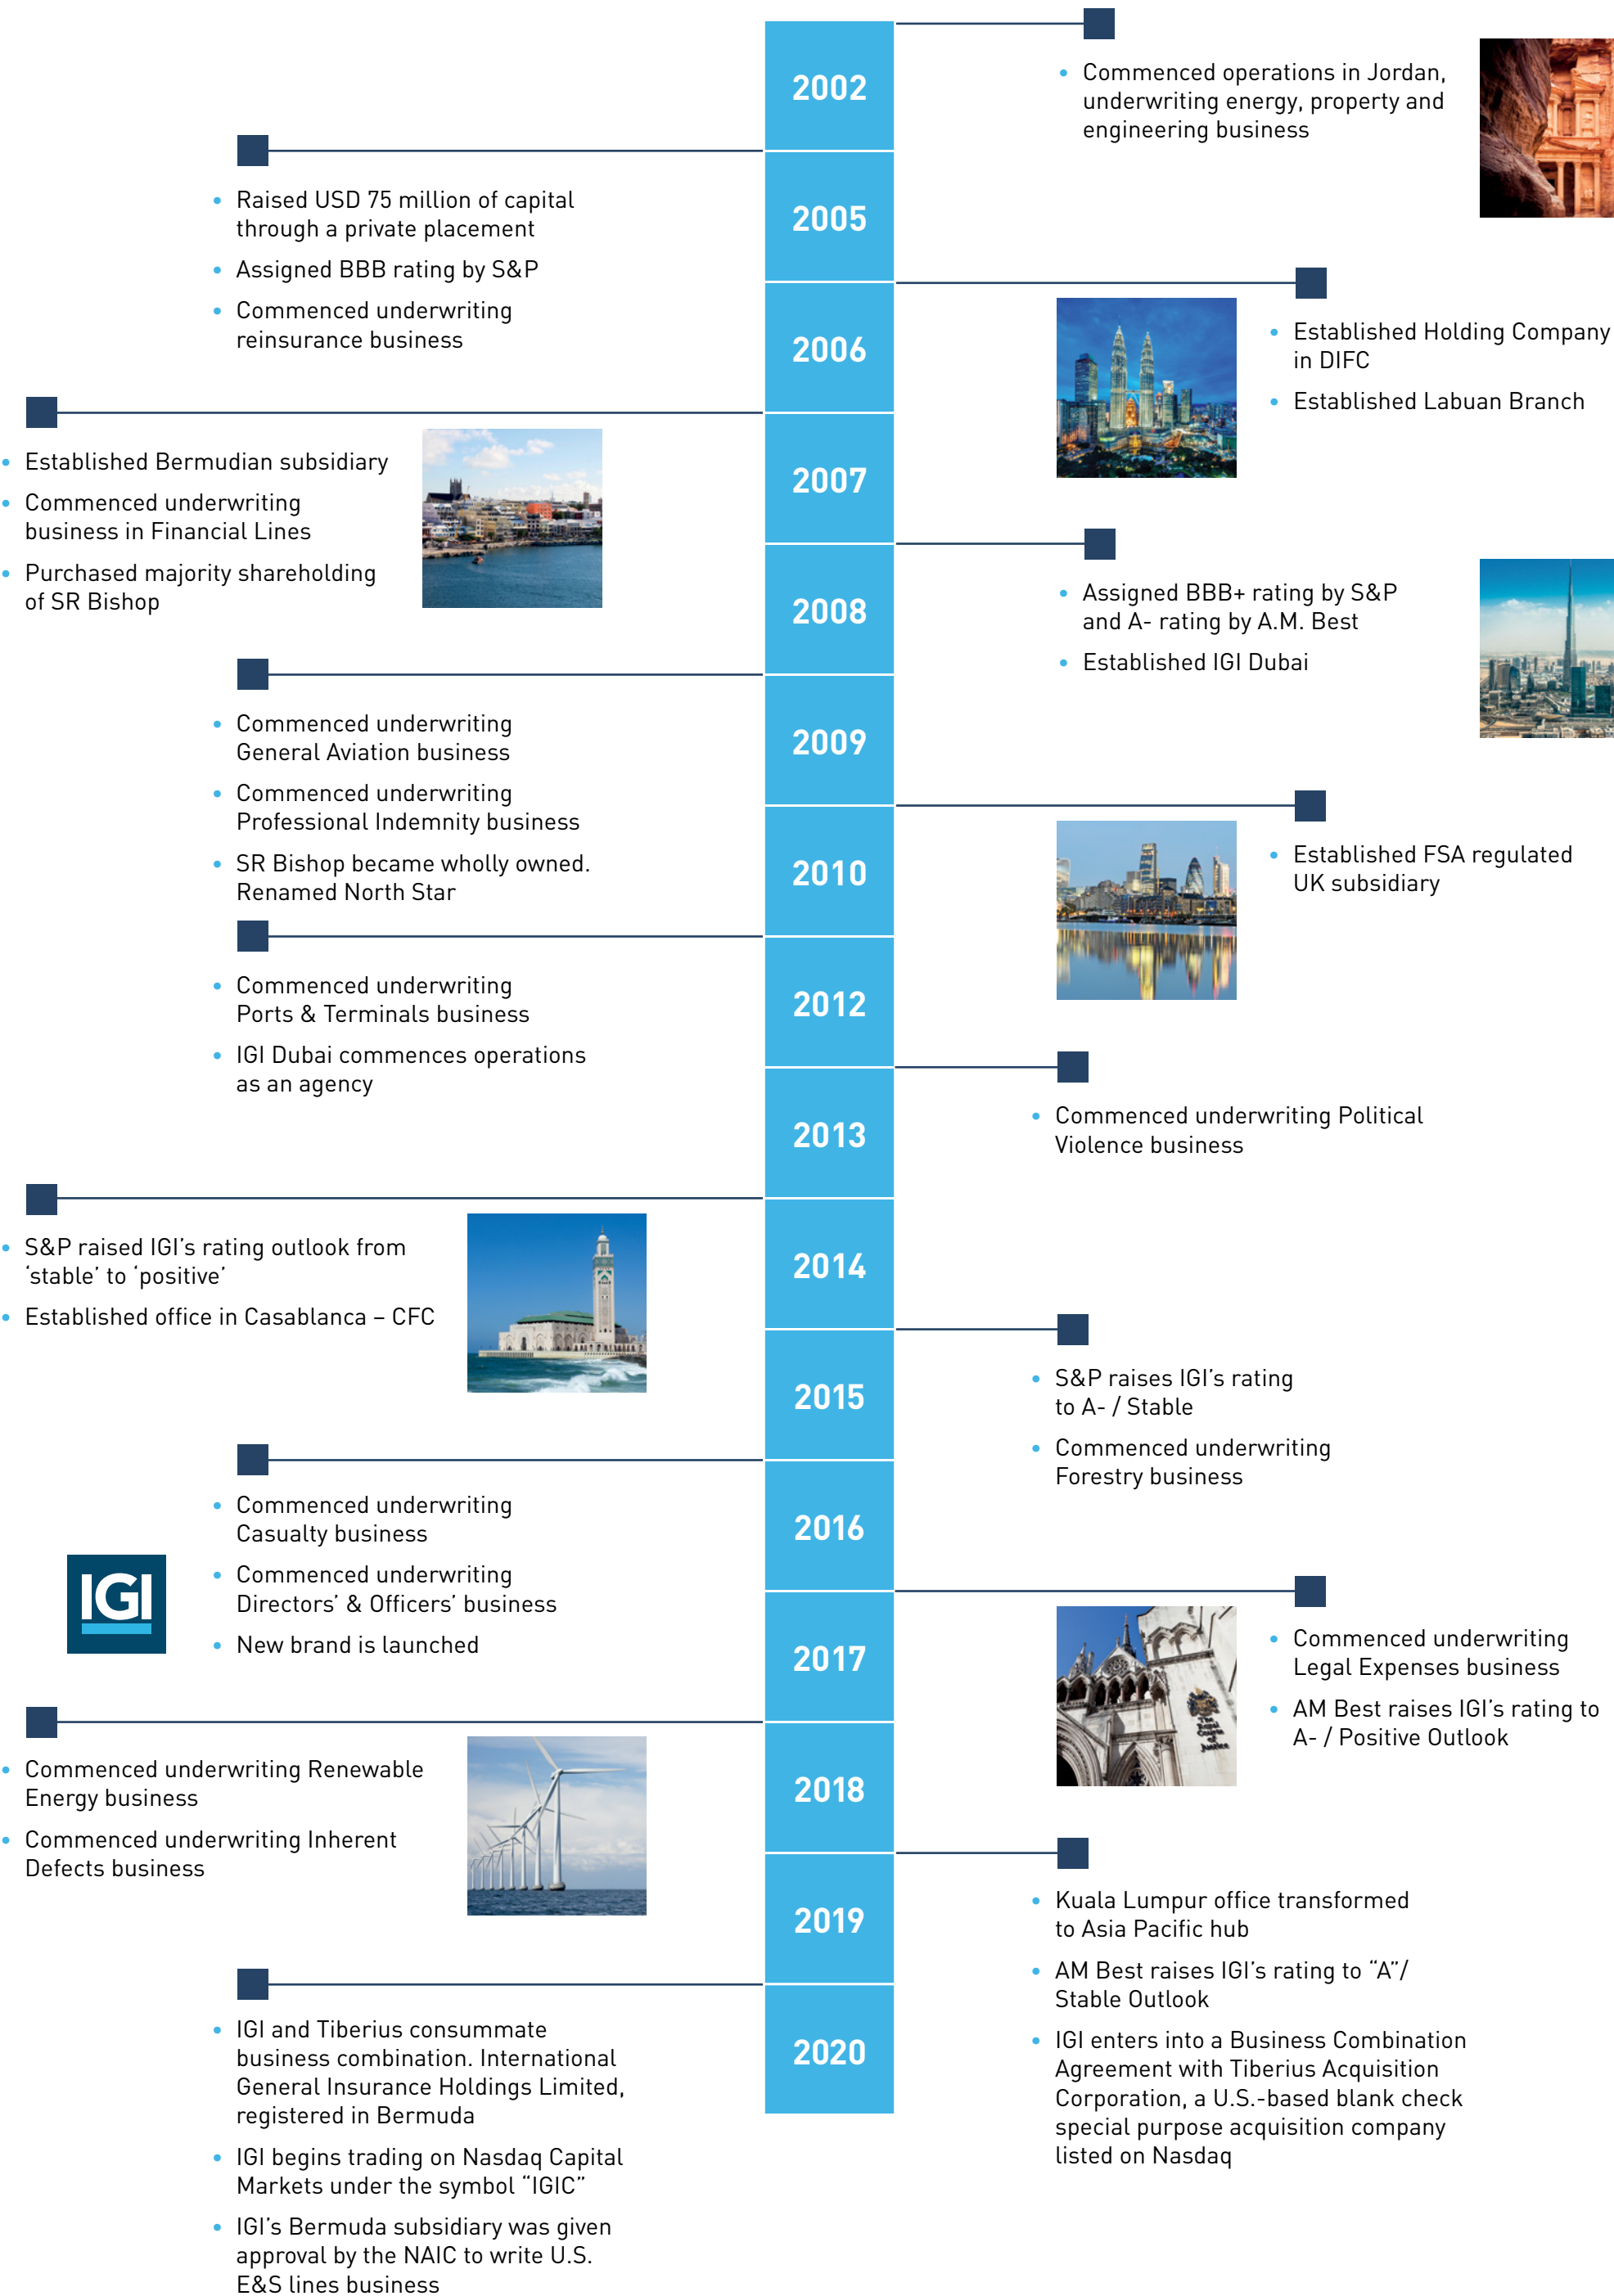 2002
• Commenced operations in Jordan,
underwriting energy, property and
engineering business
2005
• Raised USD 75 million of capital
through a private placement
• Assigned BBB rating by S&P
• Commenced underwriting
reinsurance business
2006
• Established Holding Company
in DIFC
• Established Labuan Branch
2007
• Established Bermudian subsidiary
• Commenced underwriting
business in Financial Lines
• Purchased majority shareholding
of SR Bishop
2008
• Assigned BBB+ rating by S&P
and A- rating by A.M. Best
• Established IGI Dubai
2009
• Commenced underwriting
General Aviation business
• Commenced underwriting
Professional Indemnity business
• SR Bishop became wholly owned.
Renamed North Star
2010
• Established FSA regulated
UK subsidiary
2012
• Commenced underwriting
Ports & Terminals business
• IGI Dubai commences operations
as an agency
2013
• Commenced underwriting Political
Violence business
2014
• S&P raised IGI’s rating outlook from
‘stable’ to ‘positive’
• Established office in Casablanca – CFC
2015
• S&P raises IGI’s rating
to A- / Stable
• Commenced underwriting
Forestry business
2016
• Commenced underwriting
Casualty business
• Commenced underwriting
Directors’ & Officers’ business
• New brand is launched
IGI
2017
• Commenced underwriting
Legal Expenses business
• AM Best raises IGI’s rating to
A- / Positive Outlook
The
Royal
Courts
of
Justice
2018
• Commenced underwriting Renewable
Energy business
• Commenced underwriting Inherent
Defects business
2019
• Kuala Lumpur office transformed
to Asia Pacific hub
• AM Best raises IGI’s rating to “A”/
Stable Outlook
• IGI enters into a Business Combination
Agreement with Tiberius Acquisition
Corporation, a U.S.-based blank check
special purpose acquisition company
listed on Nasdaq
2020
• IGI and Tiberius consummate
business combination. International
General Insurance Holdings Limited,
registered in Bermuda
• IGI begins trading on Nasdaq Capital
Markets under the symbol “IGIC”
• IGI’s Bermuda subsidiary was given
approval by the NAIC to write U.S.
E&S lines business